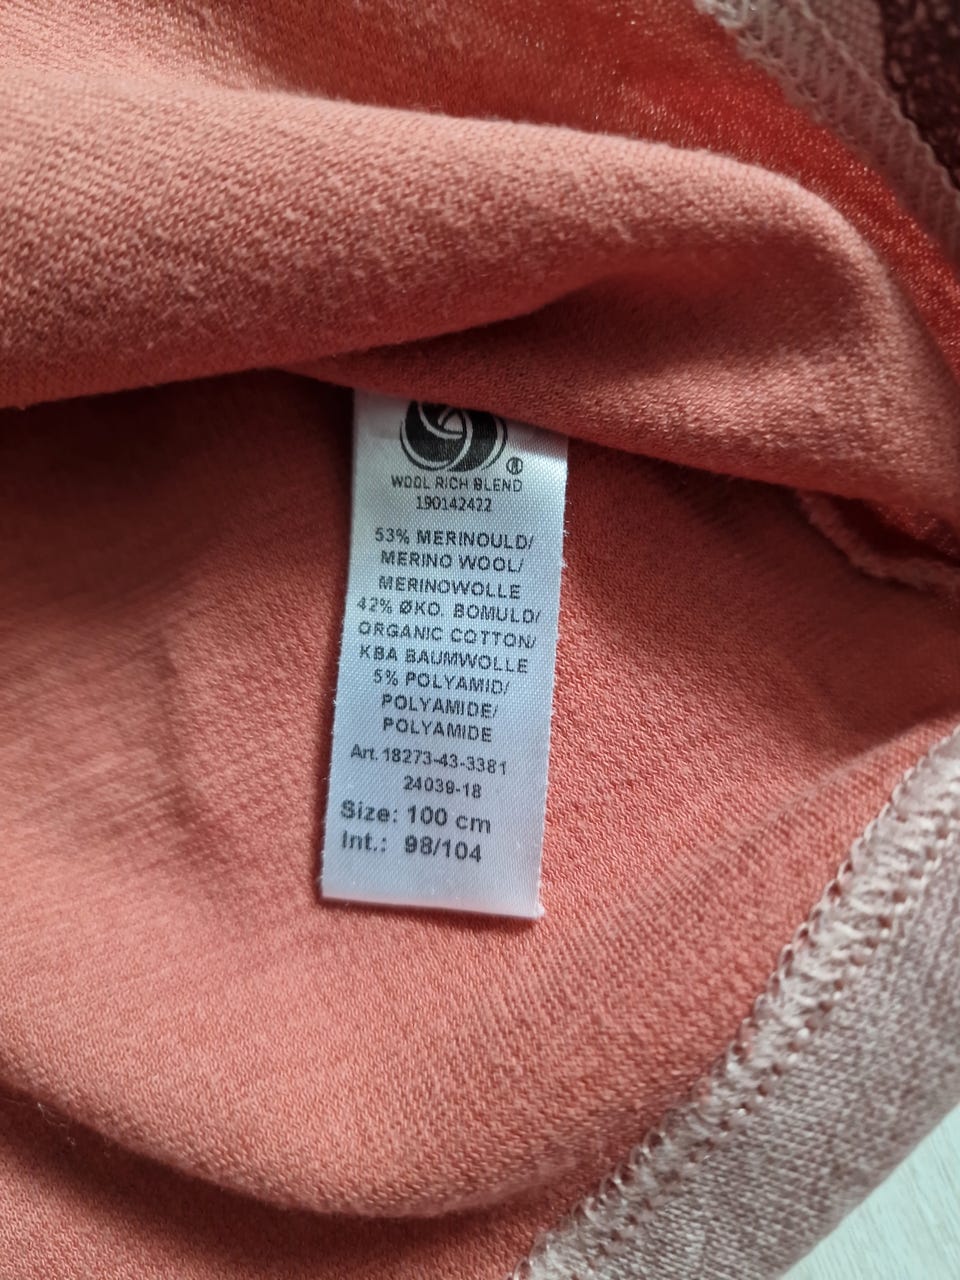 ®
WOOL RICH BLEND
190142422
53% MERINOULD/
MERINO WOOL/
MERINOWOLLE
42% ØKO. BOMULD/
ORGANIC COTTON/
KBA BAUMWOLLE
5% POLYAMID/
POLYAMIDE/
POLYAMIDE
Art. 18273-43-3381
24039-18
Size: 100 cm
Int.: 98/104